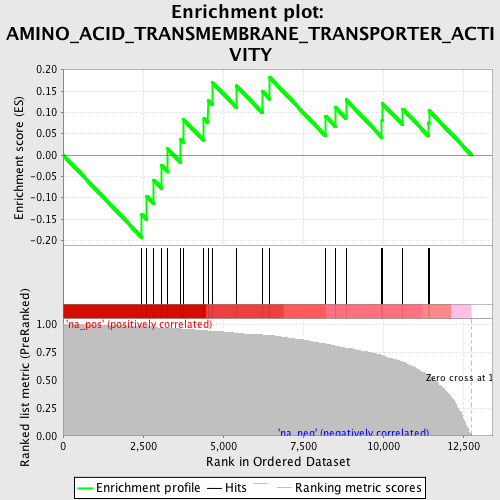 Enrichment plot:
AMINO_ACID_TRANSMEMBRANE_TRANSPORTER_ACTI
VITY
Enrichment score (ES)
0.20
0.15
0.10
0.05
0.00
-0.05
-0.10
-0.15
-0.20
'na_pos' (positively correlated)
Ranked list metric (PreRanked)
1.00
0.75
0.50
0.25
0.00
Zero cross at 1
'na_neg' (negatively correlated)
0
2,500
5,000
7,500
10,000
12,500
Rank in Ordered Dataset
Enrichment profile
Hits
Ranking metric scores